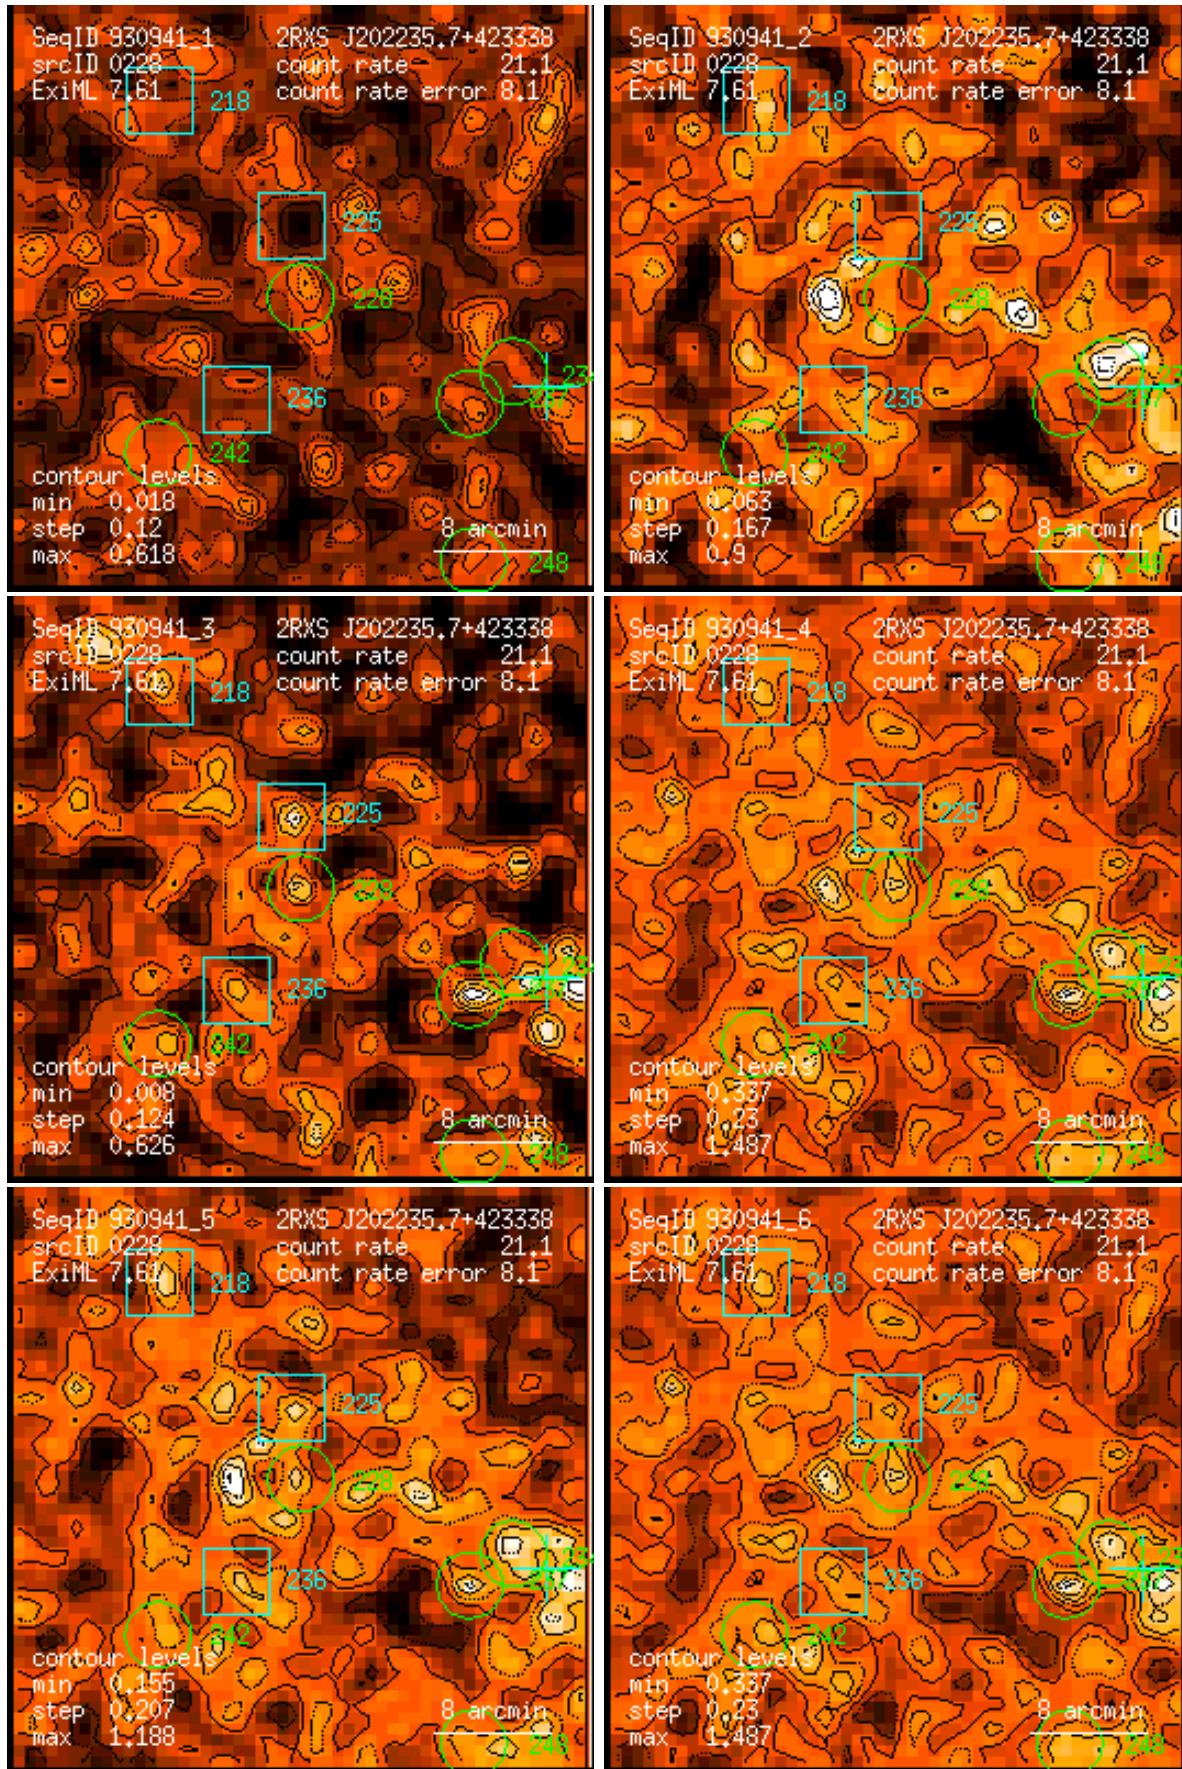 SeqID 930941_1 2RXS J202235.7+423338
srcID 0228 count rate 21.1
ExiML 7.61 count rate error 8.1
218
225
228
236
242
248
contour levels
min 0.018
step 0.12
max 0.618
8 arcmin
SeqID 930941_2 2RXS J202235.7+423338
srcID 0228 count rate 21.1
ExiML 7.61 count rate error 8.1
218
225
228
236
242
248
contour levels
min 0.063
step 0.167
max 0.9
8 arcmin
SeqID 930941_3 2RXS J202235.7+423338
srcID 0228 count rate 21.1
ExiML 7.61 count rate error 8.1
218
225
228
236
242
248
contour levels
min 0.008
step 0.124
max 0.626
8 arcmin
SeqID 930941_4 2RXS J202235.7+423338
srcID 0228 count rate 21.1
ExiML 7.61 count rate error 8.1
218
225
228
236
242
248
contour levels
min 0.337
step 0.23
max 1.487
8 arcmin
SeqID 930941_5 2RXS J202235.7+423338
srcID 0228 count rate 21.1
ExiML 7.61 count rate error 8.1
218
225
228
236
242
248
contour levels
min 0.155
step 0.207
max 1.188
8 arcmin
SeqID 930941_6 2RXS J202235.7+423338
srcID 0228 count rate 21.1
ExiML 7.61 count rate error 8.1
218
225
228
236
242
248
contour levels
min 0.337
step 0.23
max 1.487
8 arcmin